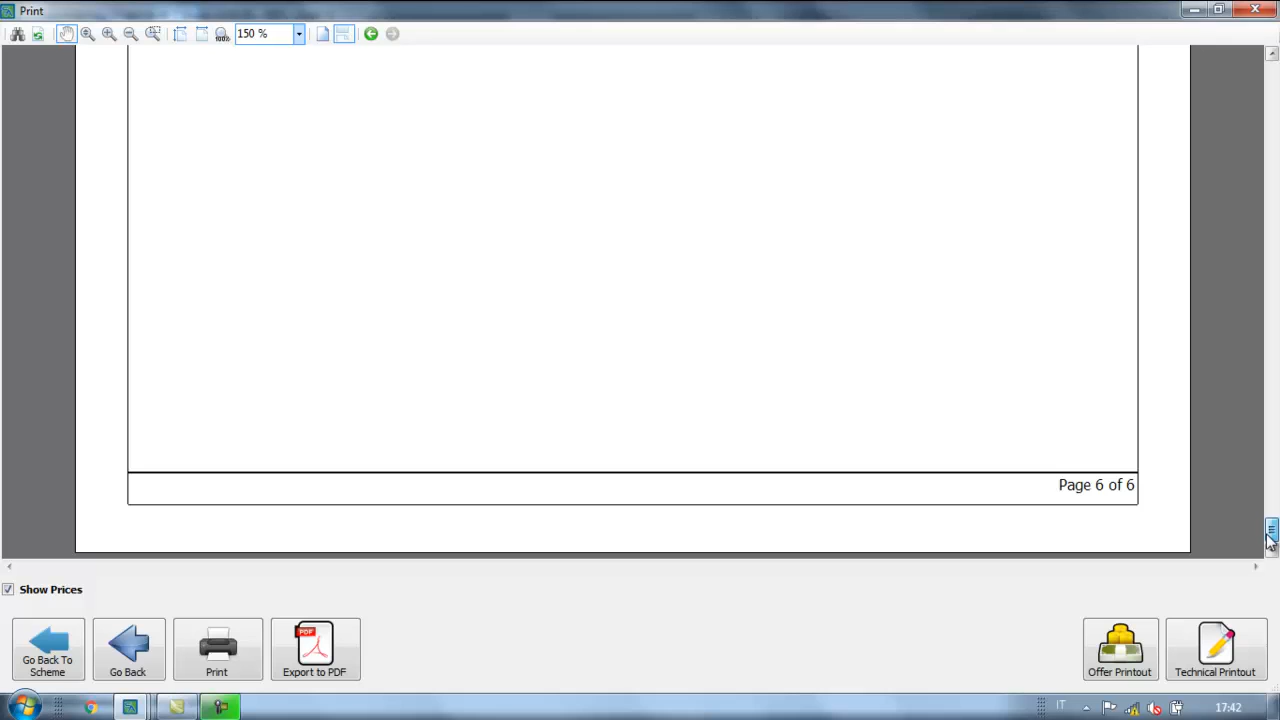 Print
150 %
Page 6 of 6
Show Prices
Go Back To
Scheme
Go Back
Print
PDF
Export to PDF
Offer Printout
Technical Printout
IT
17:42